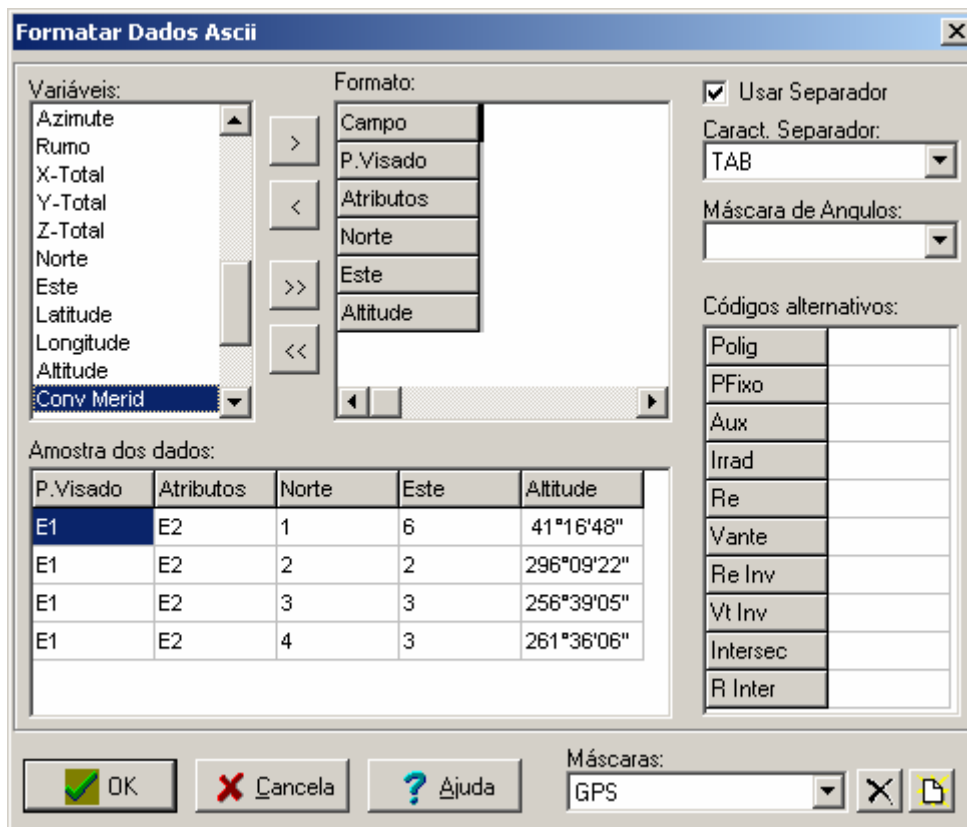 Formatar Dados Ascii
Variáveis:
Azimute
Rumo
X-Total
Y-Total
Z-Total
Norte
Este
Latitude
Longitude
Altitude
Conv Merid
>
<
>>
<<
Formato:
Campo
P.Visado
Atributos
Norte
Este
Altitude
Usar Separador
Caract. Separador:
TAB
Máscara de Angulos:
Códigos alternativos:
Polig
PFixo
Aux
Irrad
Re
Vante
Re Inv
Vt Inv
Intersec
R Inter
Amostra dos dados:
P.Visado Atributos Norte Este Altitude
E1 E2 1 6 41°16'48"
E1 E2 2 2 296°09'22"
E1 E2 3 3 256°39'05"
E1 E2 4 3 261°36'06"
OK
Cancela
Ajuda
Máscaras:
GPS